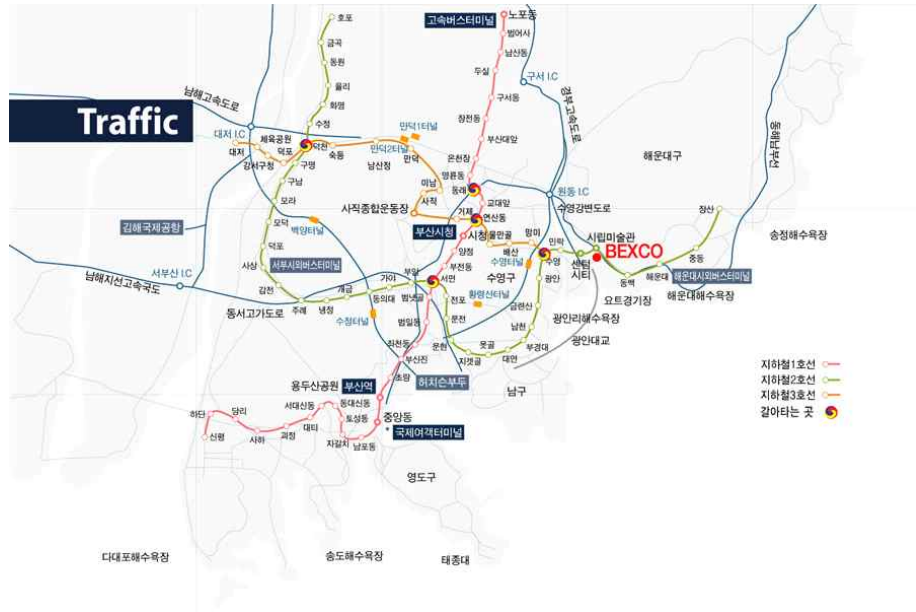 노포동
고속버스터미널
호포
범어사
금곡
남산동
동원
두실
구서 I.C
율리
구서동
경부고속도로
남해고속도로
화명
장전동
Traffic
수정
만덕1터널
부산대앞
동해남부선
대저 I.C
체육공원
덕천
만덕2터널
해운대구
대저
덕포
숙등
만덕
온천장
강서구청
구명
남산정
명륜동
구남
미남
동래
원동 I.C
모라
사직
교대앞
수영강변도로
사직종합운동장
거제
연산동
장산
모덕
김해국제공항
백양터널
부산시청
시청
물만골
망미
시립미술관
송정해수욕장
덕포
양정
배산
민락
BEXCO
중동
사상
서부시외버스터미널
부전동
수영터널
수영
센텀
시티
서부산 I.C
부암
수영구
해운대
해운대시외버스터미널
남해지선고속국도
감전
가야
서면
황령산터널
광안
동백
개금
동의대
범냇골
전포
요트경기장
해운대해수욕장
동서고가도로
주례
냉정
금련산
광안리해수욕장
수정터널
범일동
문전
남천
좌천동
문현
못골
부경대
광안대교
부산진
지겟골
대연
지하철1호선
초량
허치슨부두
지하철2호선
용두산공원
부산역
남구
지하철3호선
하단
당리
서대신동
동대신동
갈아타는 곳
토성동
중앙동
신평
사하
괴정
대티
국제여객터미널
자갈치
남포동
영도구
다대포해수욕장
송도해수욕장
태종대